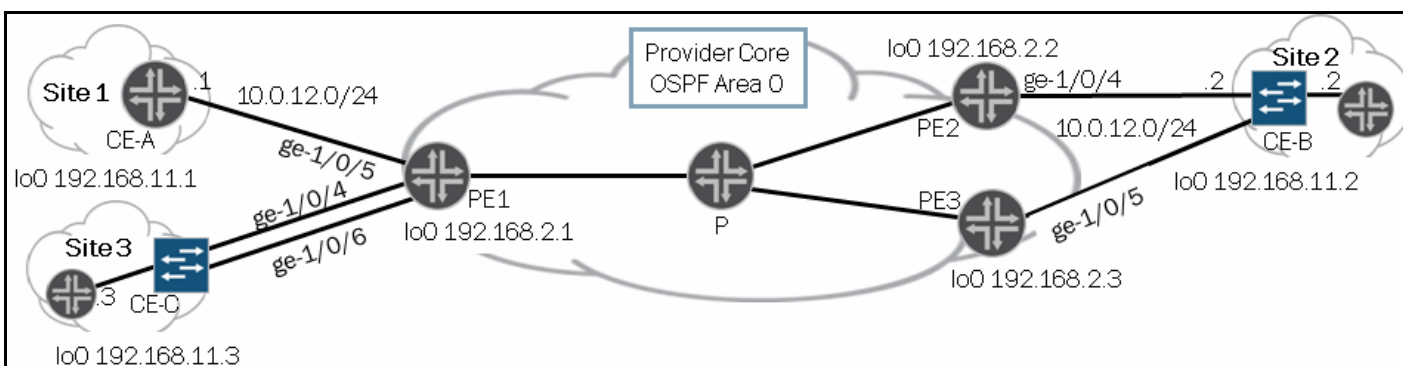 Site 1
.1
CE-A
lo0 192.168.11.1
10.0.12.0/24
ge-1/0/5
ge-1/0/4
ge-1/0/6
Site 3
.3
CE-C
lo0 192.168.11.3
PE1
lo0 192.168.2.1
Provider Core
OSPF Area 0
P
lo0 192.168.2.2
PE2
ge-1/0/4
.2
10.0.12.0/24
PE3
lo0 192.168.2.3
ge-1/0/5
Site 2
.2
CE-B
lo0 192.168.11.2